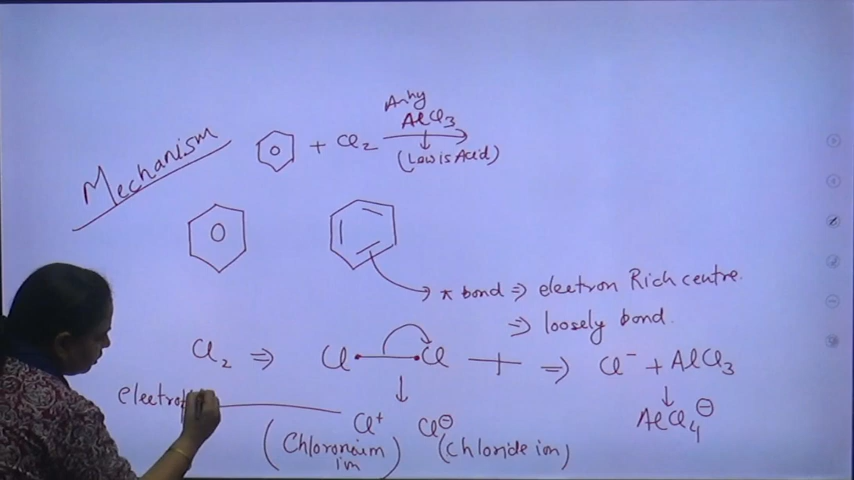 Mechanism
+ Cl2
Anhy
AlCl3
↓
(Lewis Acid)
→ π bond ⇒ electron Rich centre.
⇒ loosely bond.
Cl2 ⇒ Cl — Cl ⇒ Cl⁻ + AlCl3
↓ ↓
AlCl4⊖
Cl⁺ Cl⊖
(Chloronium ion) (Chloride ion)